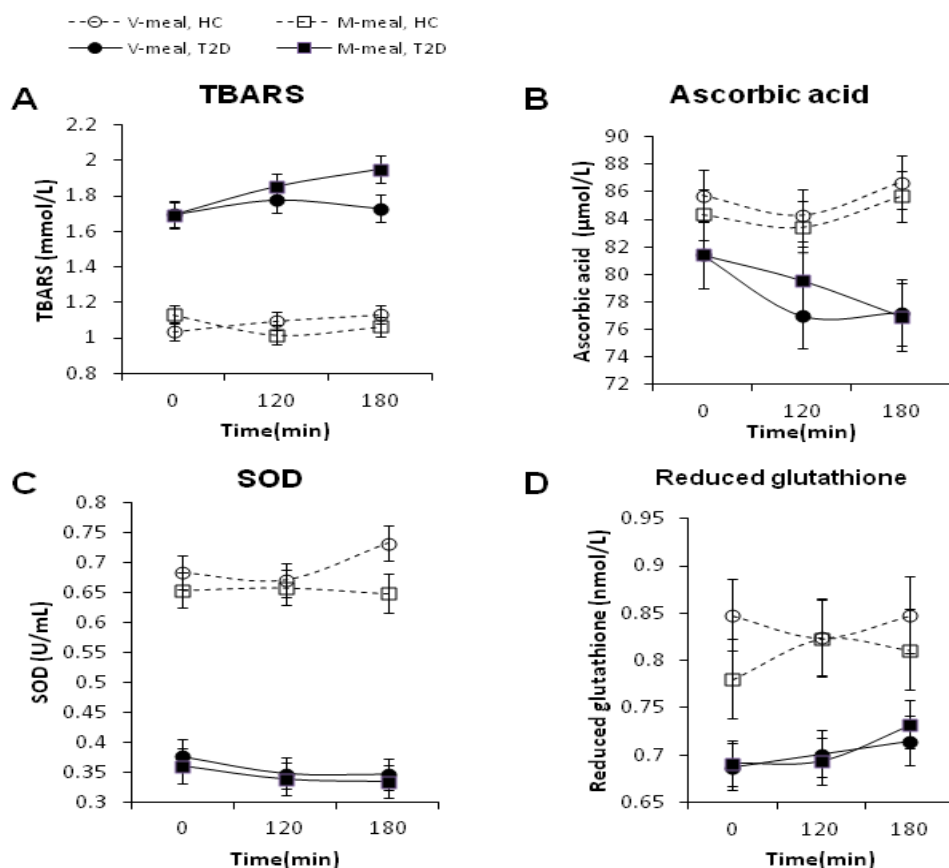 V-meal, HC
M-meal, HC
V-meal, T2D
M-meal, T2D
A
TBARS
TBARS (mmol/L)
2.2
2
1.8
1.6
1.4
1.2
1
0.8
0
120
180
Time(min)
B
Ascorbic acid
Ascorbic acid (µmol/L)
90
88
86
84
82
80
78
76
74
72
0
120
180
Time(min)
C
SOD
SOD (U/mL)
0.8
0.75
0.7
0.65
0.6
0.55
0.5
0.45
0.4
0.35
0.3
0
120
180
Time(min)
D
Reduced glutathione
Reduced glutathione (nmol/L)
0.95
0.9
0.85
0.8
0.75
0.7
0.65
0
120
180
Time(min)